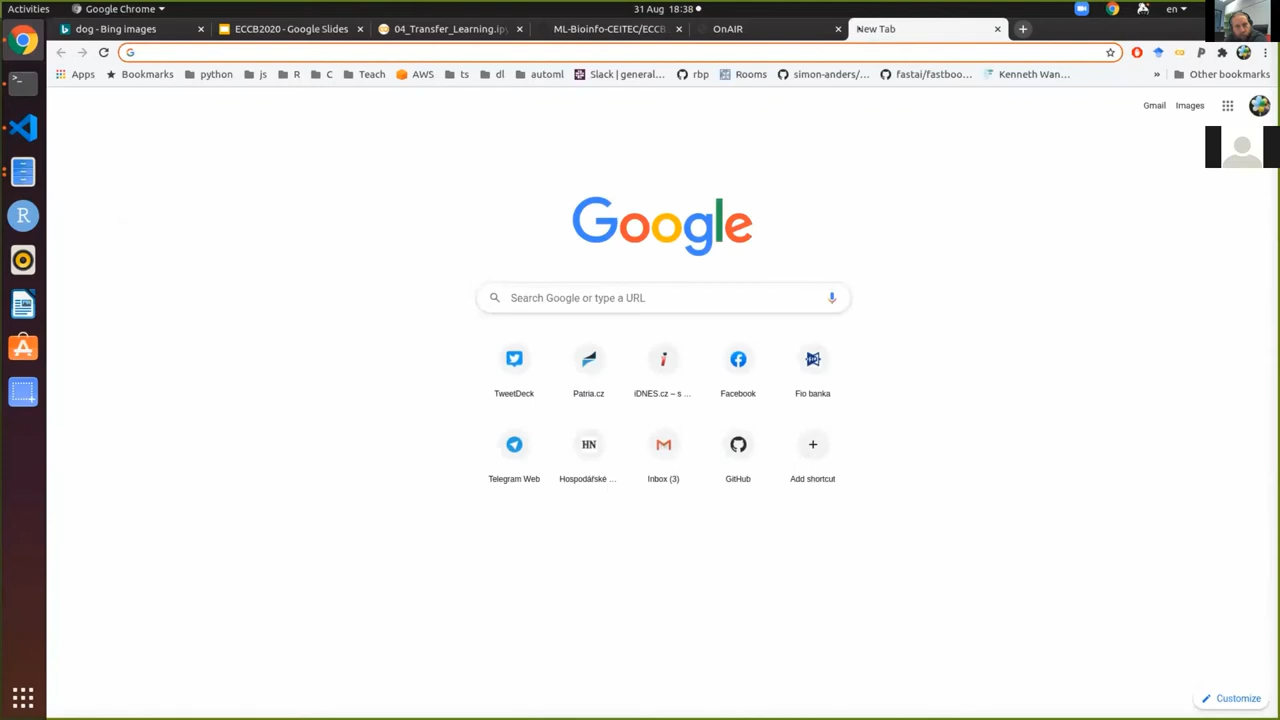 Activities Google Chrome 31 Aug 18:38 en
dog - Bing Images ECCB2020 - Google Slides 04_Transfer_Learning.ipy ML-Bioinfo-CEITEC/ECCB OnAIR New Tab
Apps Bookmarks python js R C Teach AWS ts dl automl Slack | general... rbp Rooms simon-anders/... fastai/fastboo... Kenneth Wan... » Other bookmarks
Gmail Images
Google
Search Google or type a URL
TweetDeck Patria.cz iDNES.cz – s ... Facebook Fio banka
HN
Telegram Web Hospodářské ... Inbox (3) GitHub Add shortcut
Customize